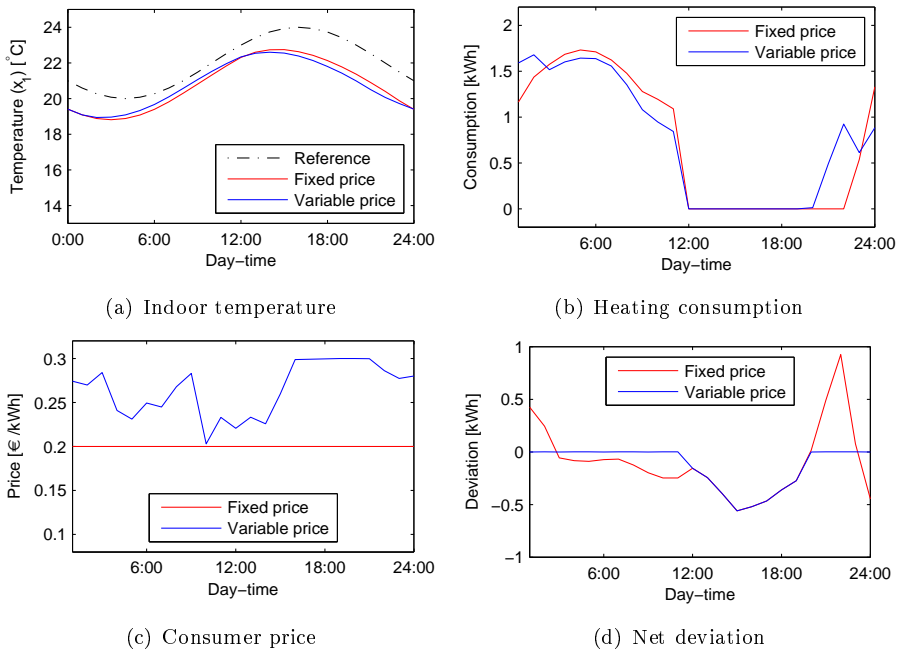 24
22
20
18
16
14
Temperature (x₁) [°C]
Reference
Fixed price
Variable price
0:00 6:00 12:00 18:00 24:00
Day−time
(a) Indoor temperature
2
1.5
1
0.5
0
Consumption [kWh]
Fixed price
Variable price
6:00 12:00 18:00 24:00
Day−time
(b) Heating consumption
0.3
0.25
0.2
0.15
0.1
Price [€/kWh]
Fixed price
Variable price
6:00 12:00 18:00 24:00
Day−time
(c) Consumer price
1
0.5
0
−0.5
−1
Deviation [kWh]
Fixed price
Variable price
6:00 12:00 18:00 24:00
Day−time
(d) Net deviation